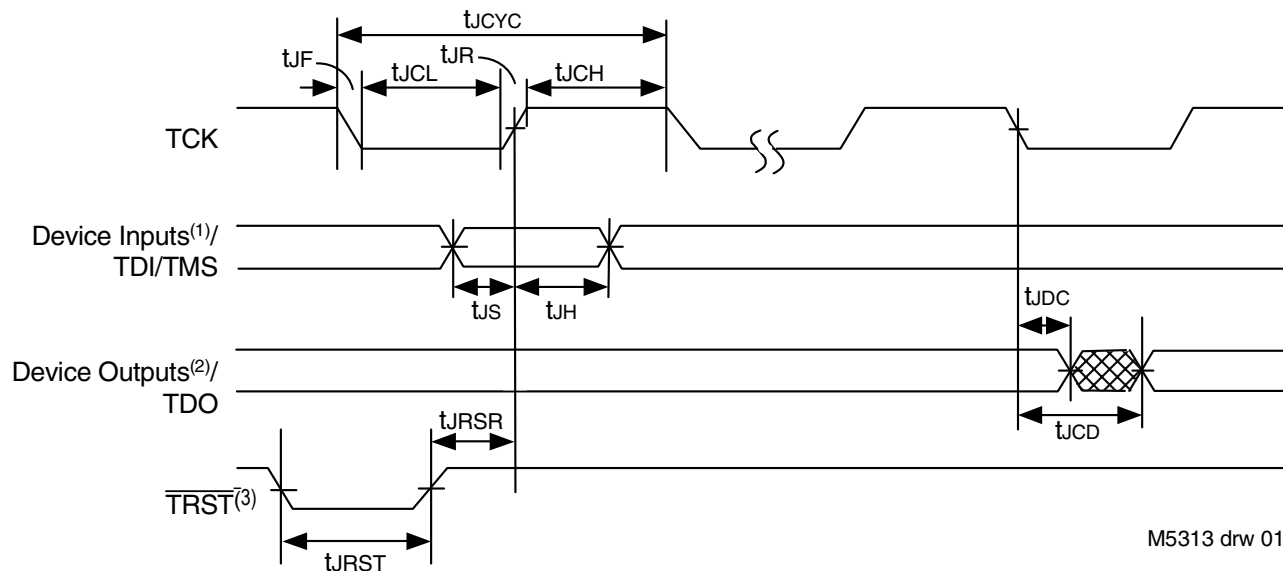 tJCYC
tJF
tJR
tJCL
tJCH
TCK
Device Inputs(1)/
TDI/TMS
tJS
tJH
tJDC
Device Outputs(2)/
TDO
tJRSR
tJCD
TRST(3)
tJRST
M5313 drw 01